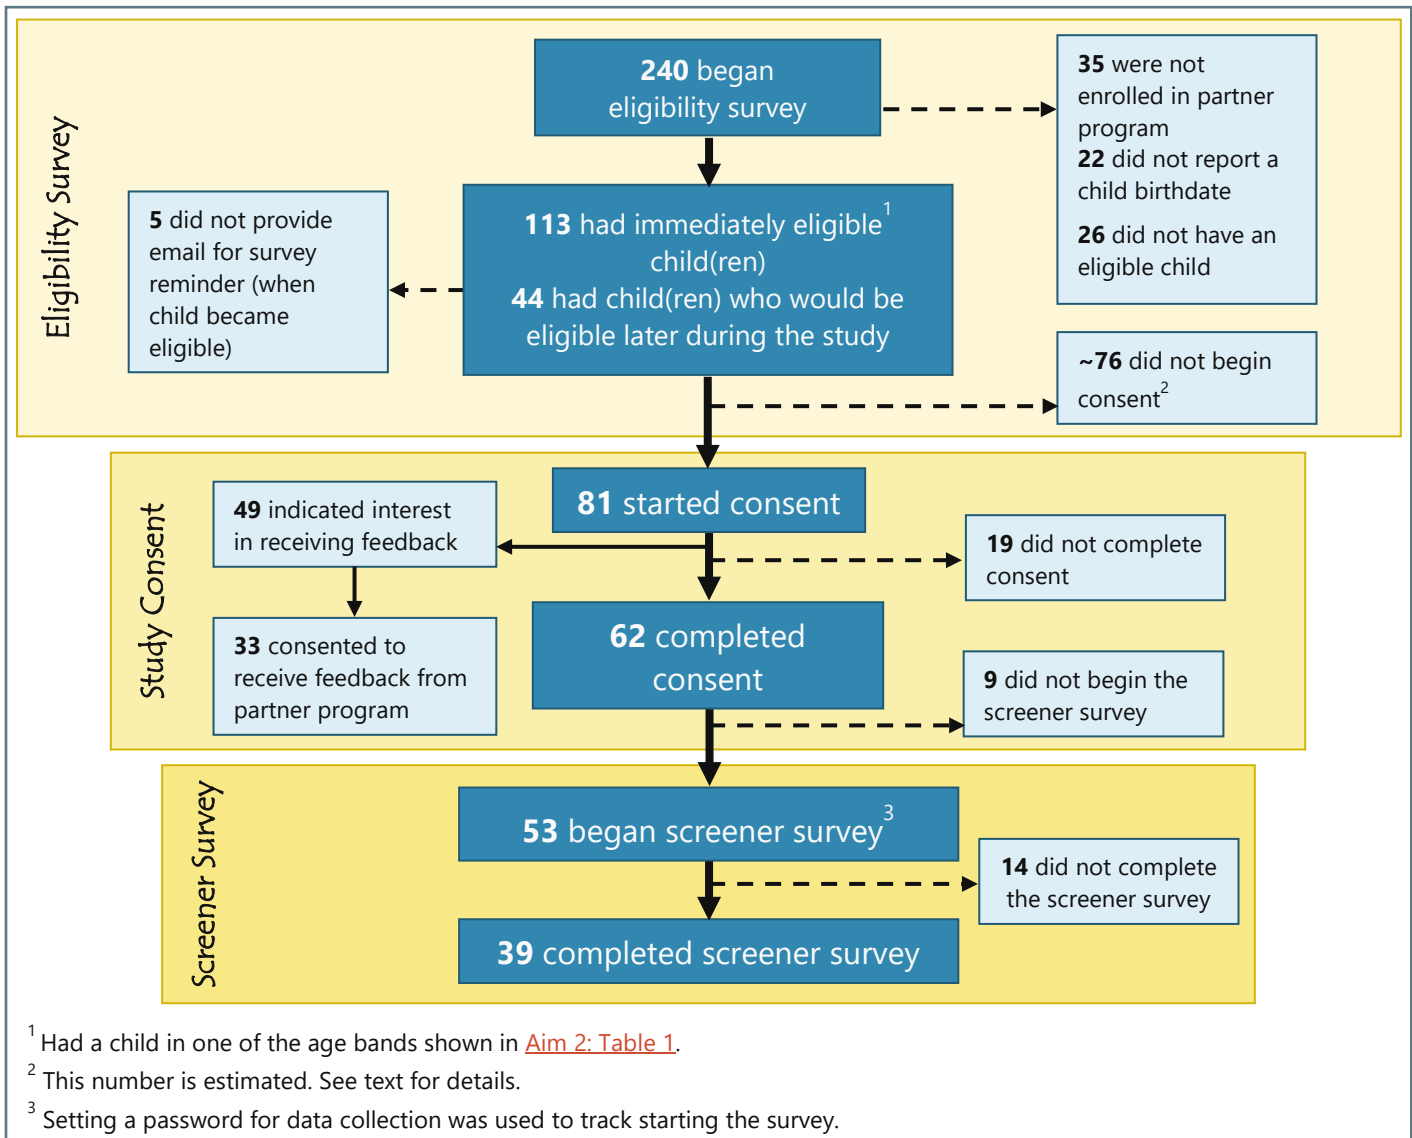 Eligibility Survey
240 began
eligibility survey
35 were not
enrolled in partner
program
22 did not report a
child birthdate
26 did not have an
eligible child
5 did not provide
email for survey
reminder (when
child became
eligible)
113 had immediately eligible¹
child(ren)
44 had child(ren) who would be
eligible later during the study
~76 did not begin
consent²
Study Consent
81 started consent
49 indicated interest
in receiving feedback
19 did not complete
consent
33 consented to
receive feedback from
partner program
62 completed
consent
9 did not begin the
screener survey
Screener Survey
53 began screener survey³
14 did not complete
the screener survey
39 completed screener survey
¹ Had a child in one of the age bands shown in Aim 2: Table 1.
² This number is estimated. See text for details.
³ Setting a password for data collection was used to track starting the survey.